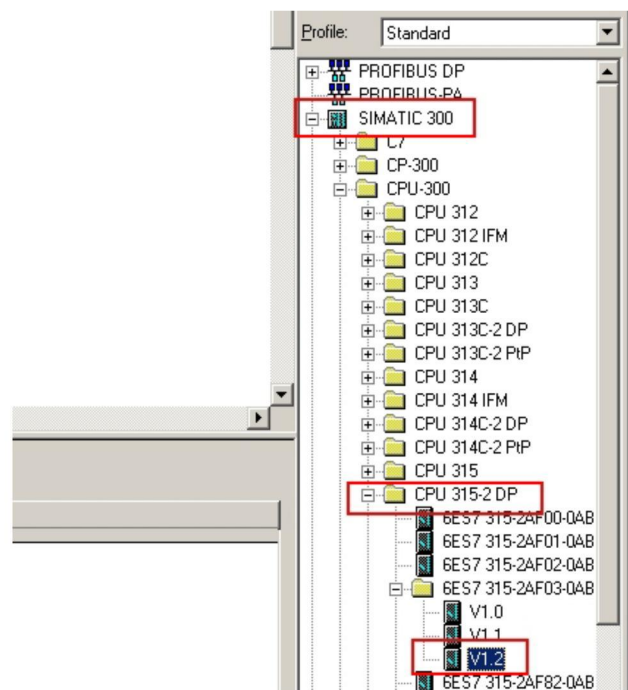 Profile: Standard
PROFIBUS DP
PROFIBUS-PA
SIMATIC 300
C7
CP-300
CPU-300
CPU 312
CPU 312 IFM
CPU 312C
CPU 313
CPU 313C
CPU 313C-2 DP
CPU 313C-2 PtP
CPU 314
CPU 314 IFM
CPU 314C-2 DP
CPU 314C-2 PtP
CPU 315
CPU 315-2 DP
6ES7 315-2AF00-0AB
6ES7 315-2AF01-0AB
6ES7 315-2AF02-0AB
6ES7 315-2AF03-0AB
V1.0
V1.1
V1.2
6ES7 315-2AF82-0AB